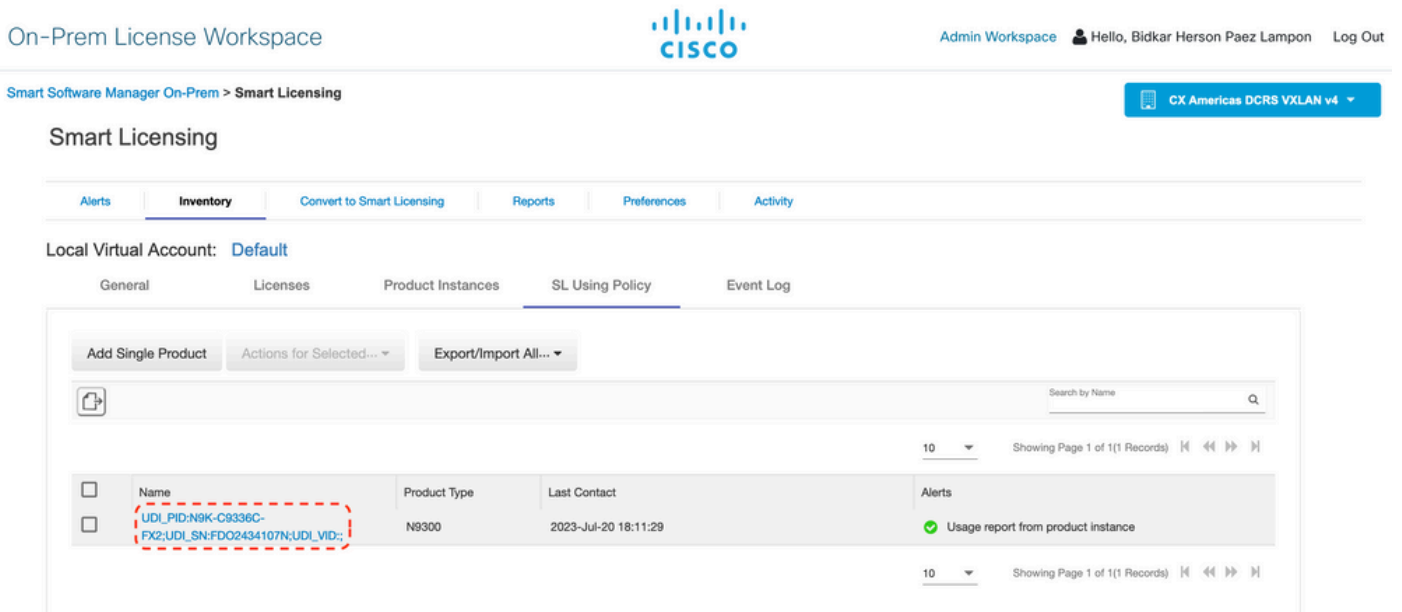 On-Prem License Workspace
CISCO
Admin Workspace Hello, Bidkar Herson Paez Lampon Log Out
Smart Software Manager On-Prem > Smart Licensing
CX Americas DCRS VXLAN v4
Smart Licensing
Alerts Inventory Convert to Smart Licensing Reports Preferences Activity
Local Virtual Account: Default
General Licenses Product Instances SL Using Policy Event Log
Add Single Product Actions for Selected... Export/Import All...
Search by Name
10 Showing Page 1 of 1(1 Records)
Name Product Type Last Contact Alerts
UDI_PID:N9K-C9336C-
FX2;UDI_SN:FDO2434107N;UDI_VID:; N9300 2023-Jul-20 18:11:29 Usage report from product instance
10 Showing Page 1 of 1(1 Records)